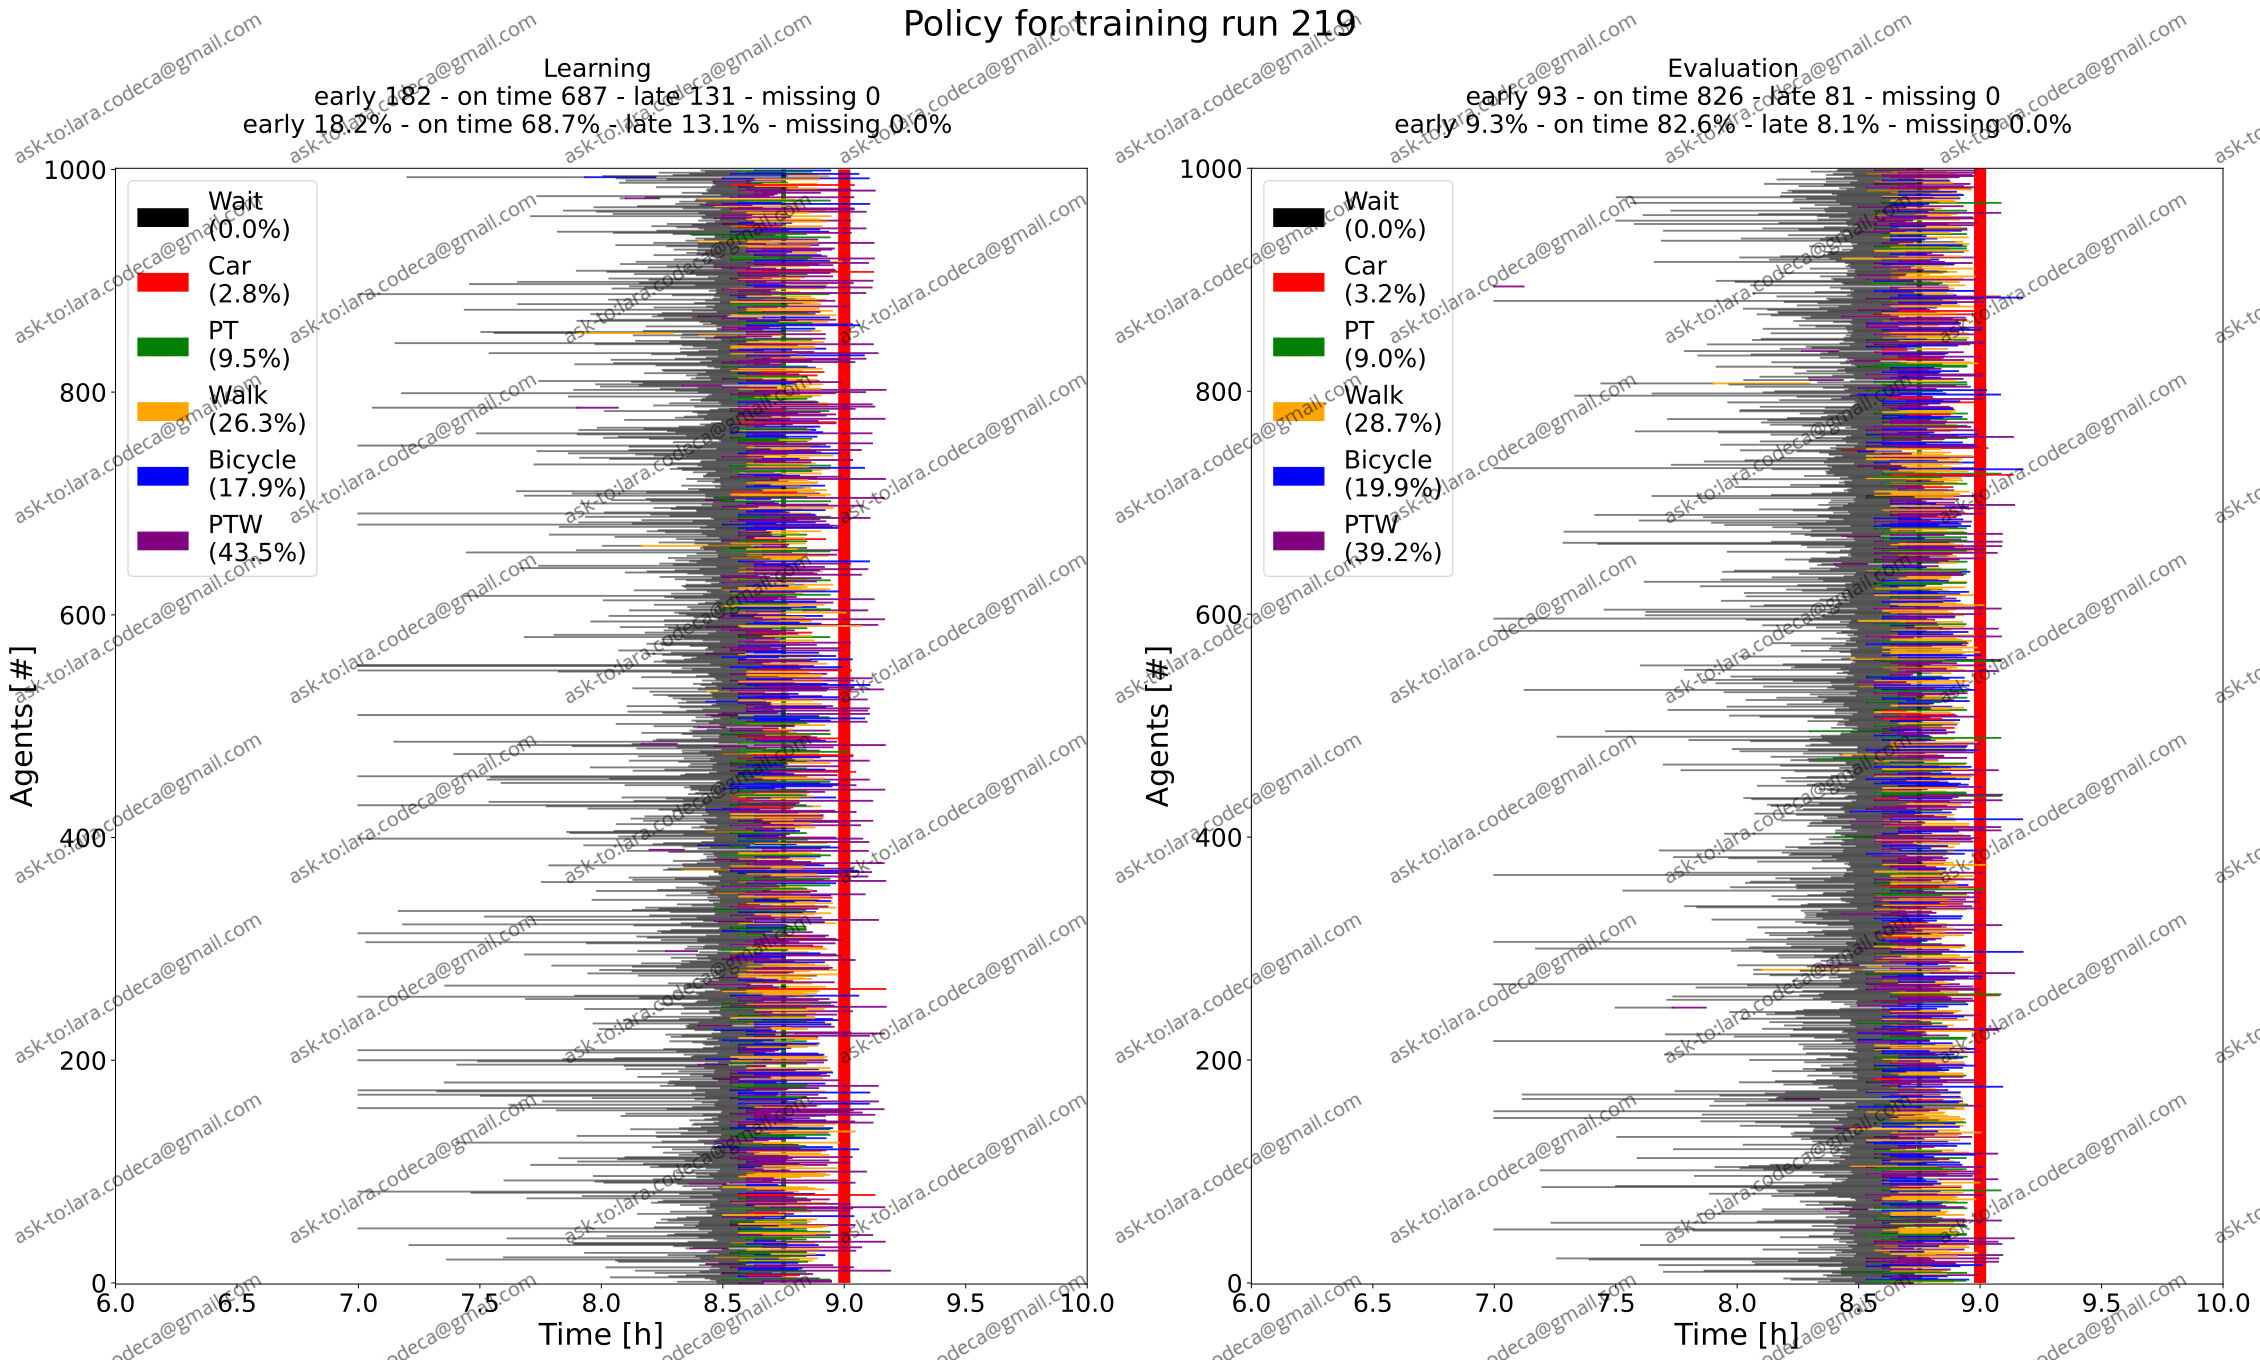 Policy for training run 219
Learning
early 182 - on time 687 - late 131 - missing 0
early 18.2% - on time 68.7% - late 13.1% - missing 0.0%
Evaluation
early 93 - on time 826 - late 81 - missing 0
early 9.3% - on time 82.6% - late 8.1% - missing 0.0%
Agents [#]
1000
800
600
400
200
0
Wait
(0.0%)
Car
(2.8%)
PT
(9.5%)
Walk
(26.3%)
Bicycle
(17.9%)
PTW
(43.5%)
6.0 6.5 7.0 7.5 8.0 8.5 9.0 9.5 10.0
Time [h]
Agents [#]
1000
800
600
400
200
0
Wait
(0.0%)
Car
(3.2%)
PT
(9.0%)
Walk
(28.7%)
Bicycle
(19.9%)
PTW
(39.2%)
6.0 6.5 7.0 7.5 8.0 8.5 9.0 9.5 10.0
Time [h]
ask-to:lara.codeca@gmail.com